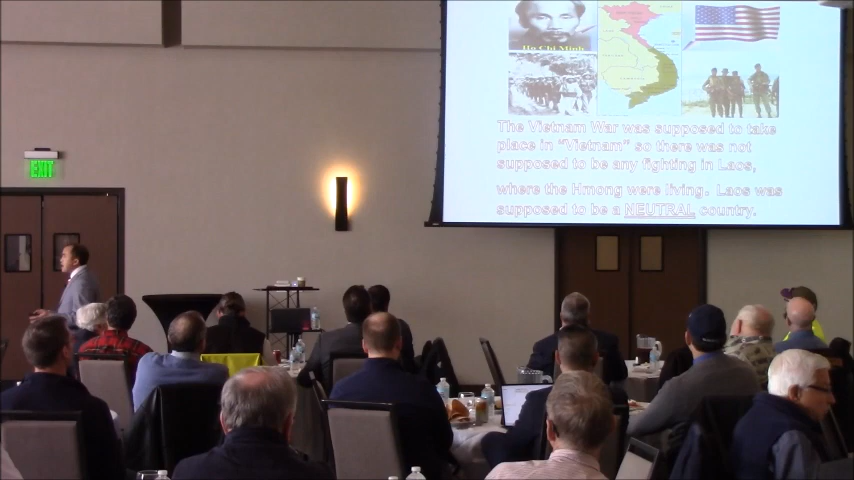 Ho Chi Minh
The Vietnam War was supposed to take
place in "Vietnam" so there was not
supposed to be any fighting in Laos,
where the Hmong were living. Laos was
supposed to be a NEUTRAL country.
EXIT